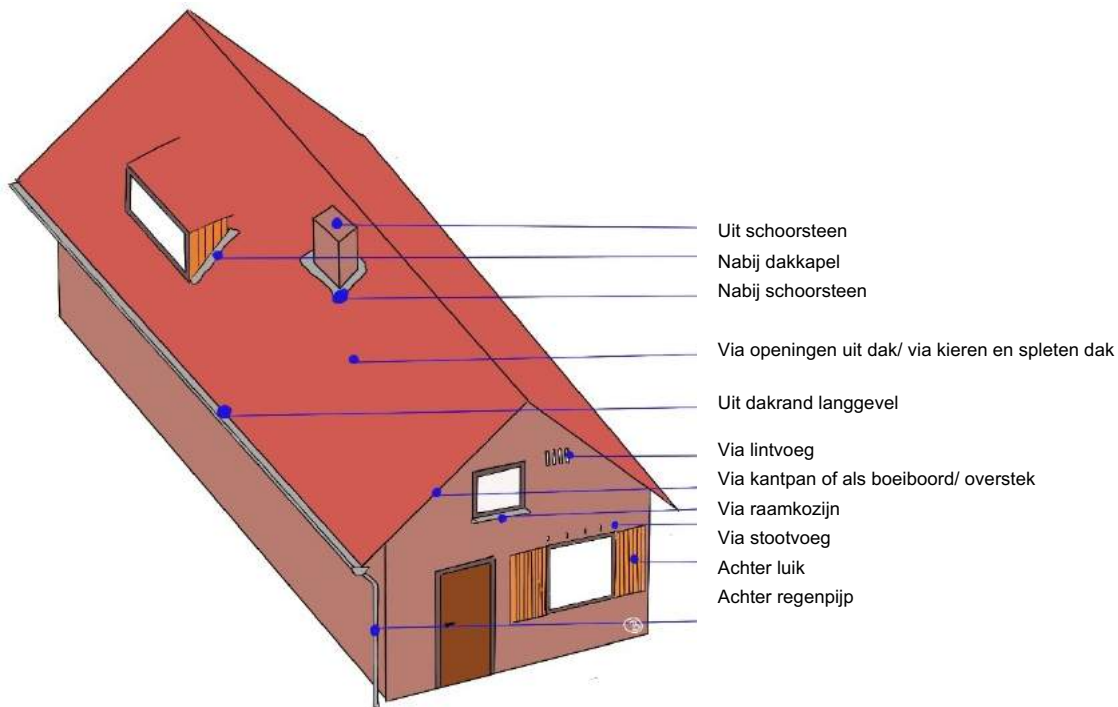 Uit schoorsteen
Nabij dakkapel
Nabij schoorsteen
Via openingen uit dak/ via kieren en spleten dak
Uit dakrand langgevel
Via lintvoeg
Via kantpan of als boeiboord/ overstek
Via raamkozijn
Via stootvoeg
Achter luik
Achter regenpijp